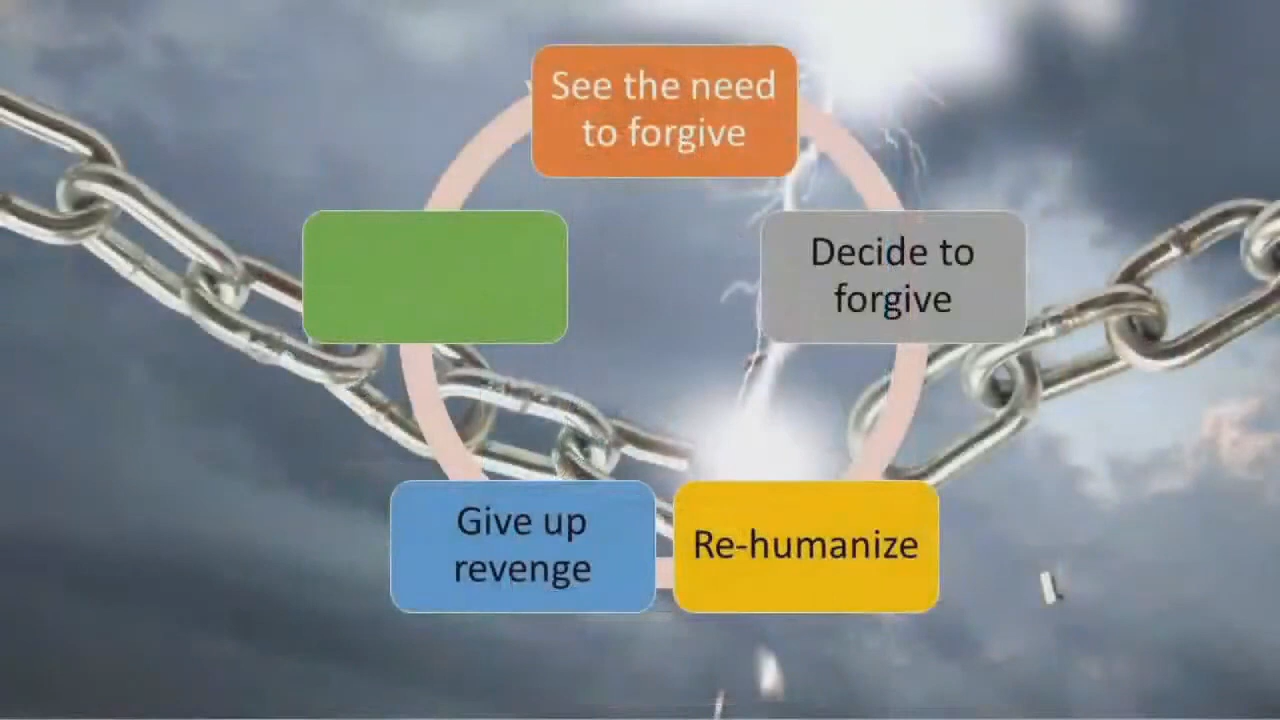 See the need
to forgive
Decide to
forgive
Re-humanize
Give up
revenge